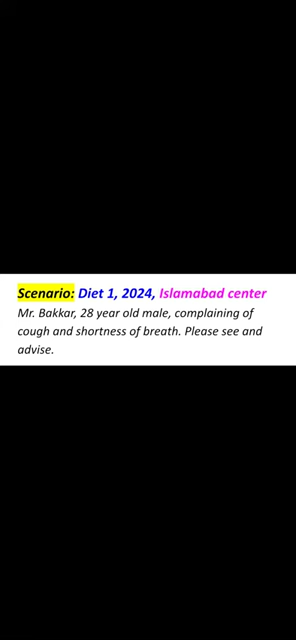 Scenario: Diet 1, 2024, Islamabad center
Mr. Bakkar, 28 year old male, complaining of
cough and shortness of breath. Please see and
advise.